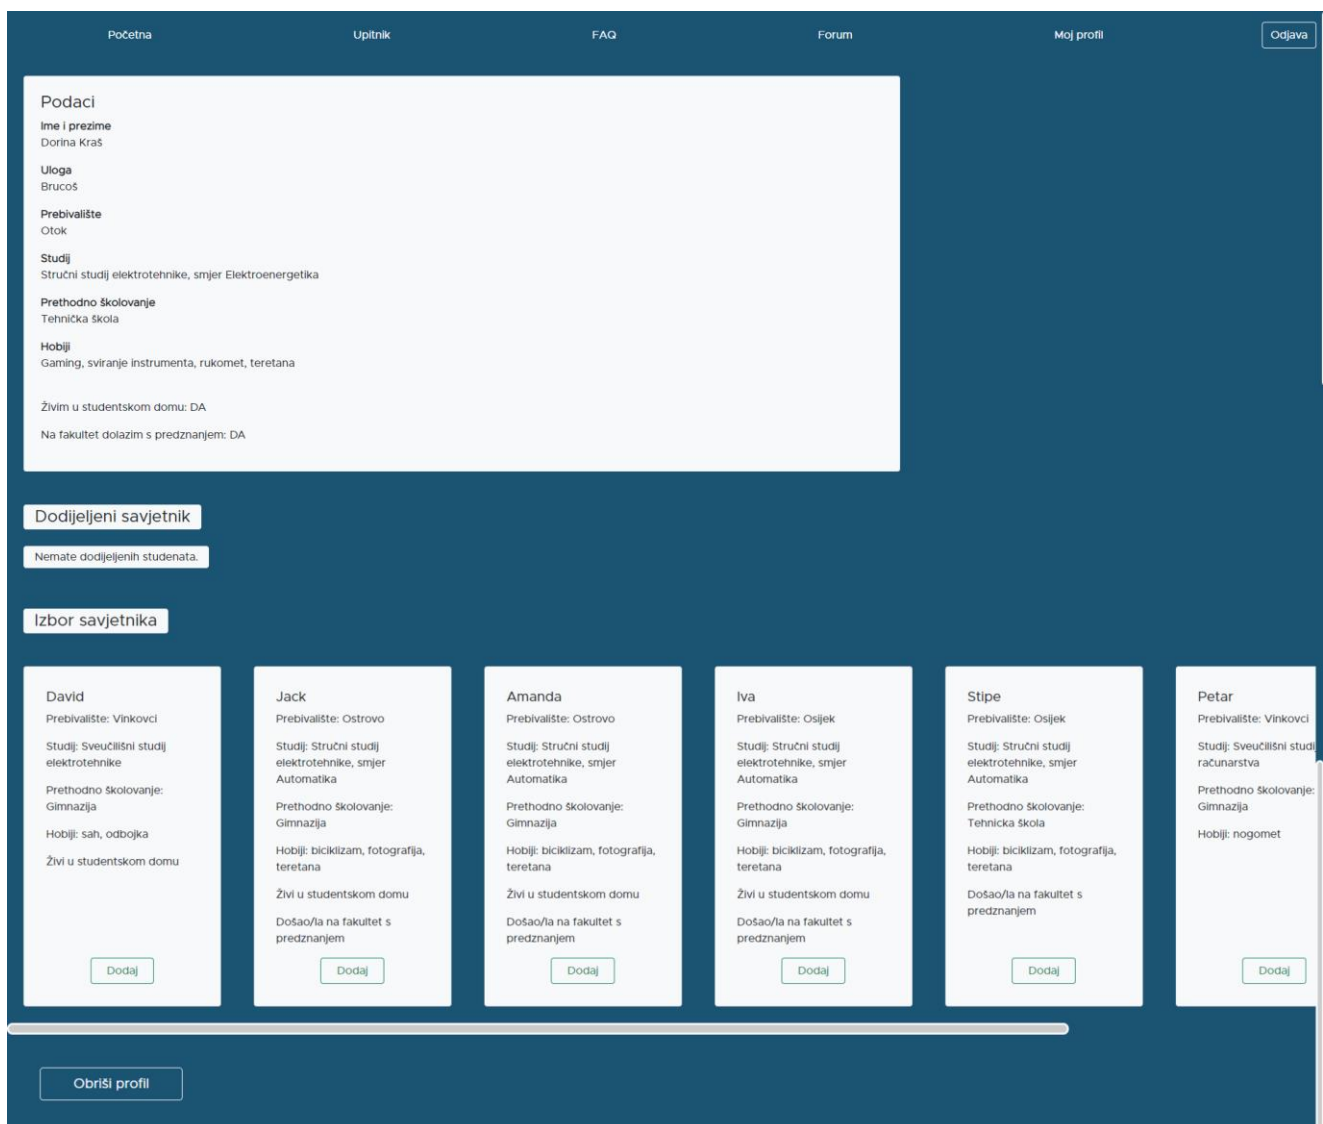 Početna Upitnik FAQ Forum Moj profil Odjava
Podaci
Ime i prezime
Dorina Kraš
Uloga
Brucoš
Prebivalište
Otok
Studij
Stručni studij elektrotehnike, smjer Elektroenergetika
Prethodno školovanje
Tehnička škola
Hobiji
Gaming, sviranje instrumenta, rukomet, teretana
Živim u studentskom domu: DA
Na fakultet dolazim s predznanjem: DA
Dodijeljeni savjetnik
Nemate dodijeljenih studenata.
Izbor savjetnika
David
Prebivalište: Vinkovci
Studij: Sveučilišni studij
elektrotehnike
Prethodno školovanje:
Gimnazija
Hobiji: sah, odbojka
Živi u studentskom domu
Dodaj
Jack
Prebivalište: Ostrovo
Studij: Stručni studij
elektrotehnike, smjer
Automatika
Prethodno školovanje:
Gimnazija
Hobiji: biciklizam, fotografija,
teretana
Živi u studentskom domu
Došao/la na fakultet s
predznanjem
Dodaj
Amanda
Prebivalište: Ostrovo
Studij: Stručni studij
elektrotehnike, smjer
Automatika
Prethodno školovanje:
Gimnazija
Hobiji: biciklizam, fotografija,
teretana
Živi u studentskom domu
Došao/la na fakultet s
predznanjem
Dodaj
Iva
Prebivalište: Osijek
Studij: Stručni studij
elektrotehnike, smjer
Automatika
Prethodno školovanje:
Gimnazija
Hobiji: biciklizam, fotografija,
teretana
Živi u studentskom domu
Došao/la na fakultet s
predznanjem
Dodaj
Stipe
Prebivalište: Osijek
Studij: Stručni studij
elektrotehnike, smjer
Automatika
Prethodno školovanje:
Tehnicka škola
Hobiji: biciklizam, fotografija,
teretana
Došao/la na fakultet s
predznanjem
Dodaj
Petar
Prebivalište: Vinkovci
Studij: Sveučilišni studij
računarstva
Prethodno školovanje:
Gimnazija
Hobiji: nogomet
Dodaj
Obriši profil